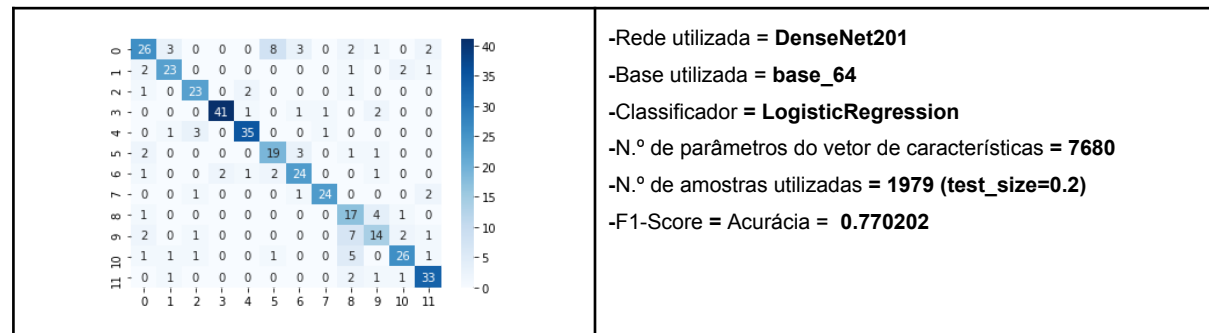 0 26 3 0 0 0 8 3 0 2 1 0 2
1 2 23 0 0 0 0 0 0 1 0 2 1
2 1 0 23 0 2 0 0 0 1 0 0 0
3 0 0 0 41 1 0 1 1 0 2 0 0
4 0 1 3 0 35 0 0 1 0 0 0 0
5 2 0 0 0 0 19 3 0 1 1 0 0
6 1 0 0 2 1 2 24 0 0 1 0 0
7 0 0 1 0 0 0 1 24 0 0 0 2
8 1 0 0 0 0 0 0 0 17 4 1 0
9 2 0 1 0 0 0 0 0 7 14 2 1
10 1 1 1 0 0 1 0 0 5 0 26 1
11 0 1 0 0 0 0 0 0 2 1 1 33
0 1 2 3 4 5 6 7 8 9 10 11
40
35
30
25
20
15
10
5
0
-Rede utilizada = DenseNet201
-Base utilizada = base_64
-Classificador = LogisticRegression
-N.º de parâmetros do vetor de características = 7680
-N.º de amostras utilizadas = 1979 (test_size=0.2)
-F1-Score = Acurácia = 0.770202